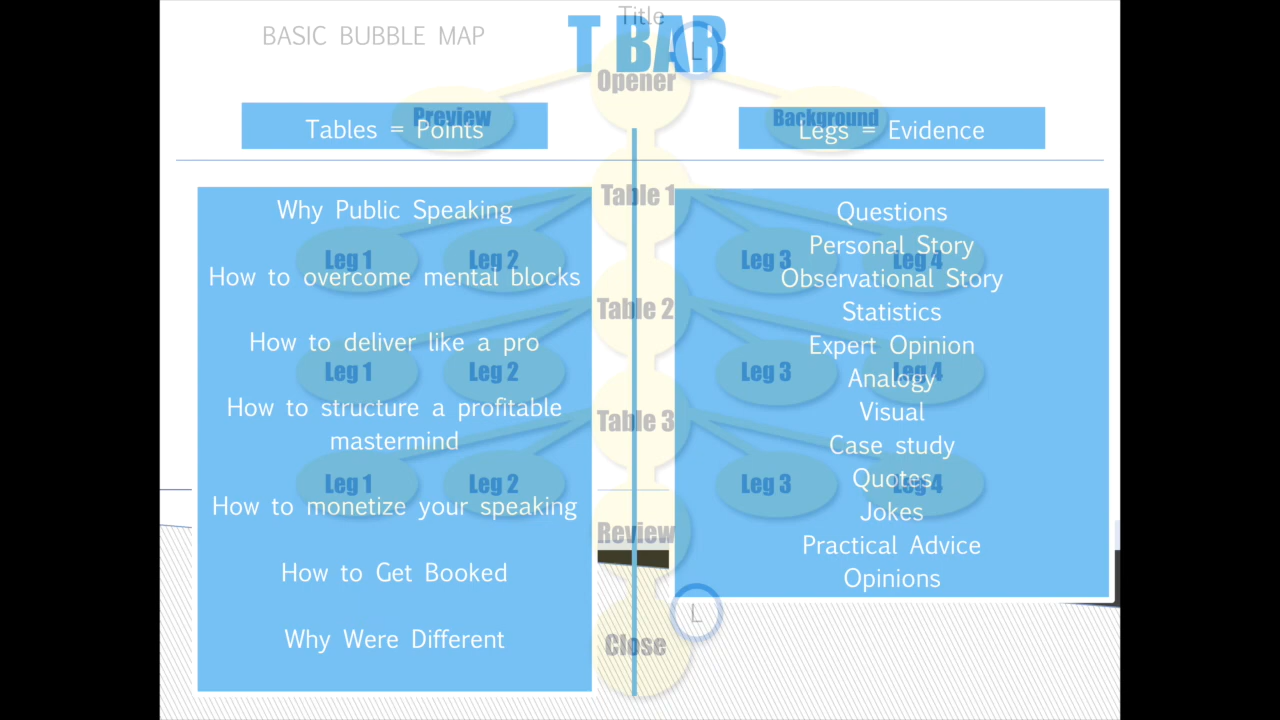 Title
BASIC BUBBLE MAP
T BAR
L
Opener
Preview
Background
Tables = Points
Legs = Evidence
Table 1
Why Public Speaking
How to overcome mental blocks
How to deliver like a pro
How to structure a profitable
mastermind
How to monetize your speaking
How to Get Booked
Why Were Different
Questions
Personal Story
Observational Story
Statistics
Expert Opinion
Analogy
Visual
Case study
Quotes
Jokes
Practical Advice
Opinions
Leg 1 Leg 2 Leg 3 Leg 4
Table 2
Leg 1 Leg 2 Leg 3 Leg 4
Table 3
Leg 1 Leg 2 Leg 3 Leg 4
Review
L
Close